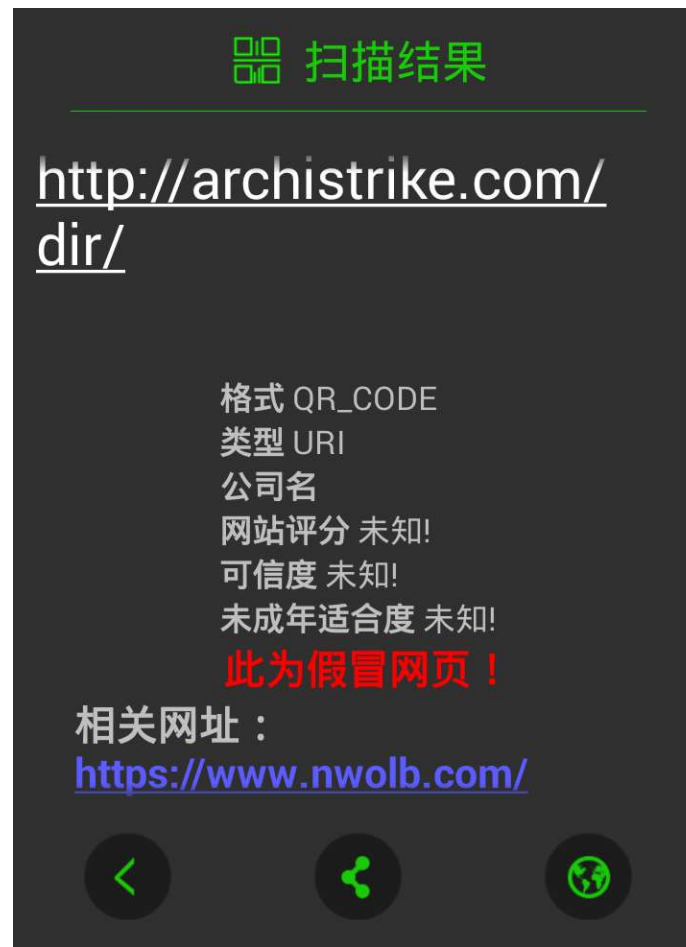 扫描结果
http://archistrike.com/
dir/
格式 QR_CODE
类型 URI
公司名
网站评分 未知!
可信度 未知!
未成年适合度 未知!
此为假冒网页！
相关网址：
https://www.nwolb.com/